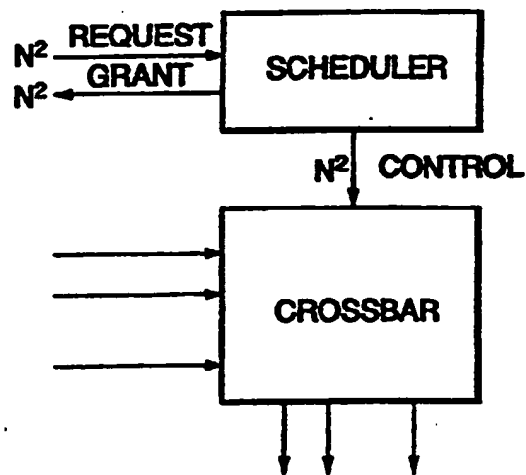 N² REQUEST
N² GRANT
SCHEDULER
N² CONTROL
CROSSBAR